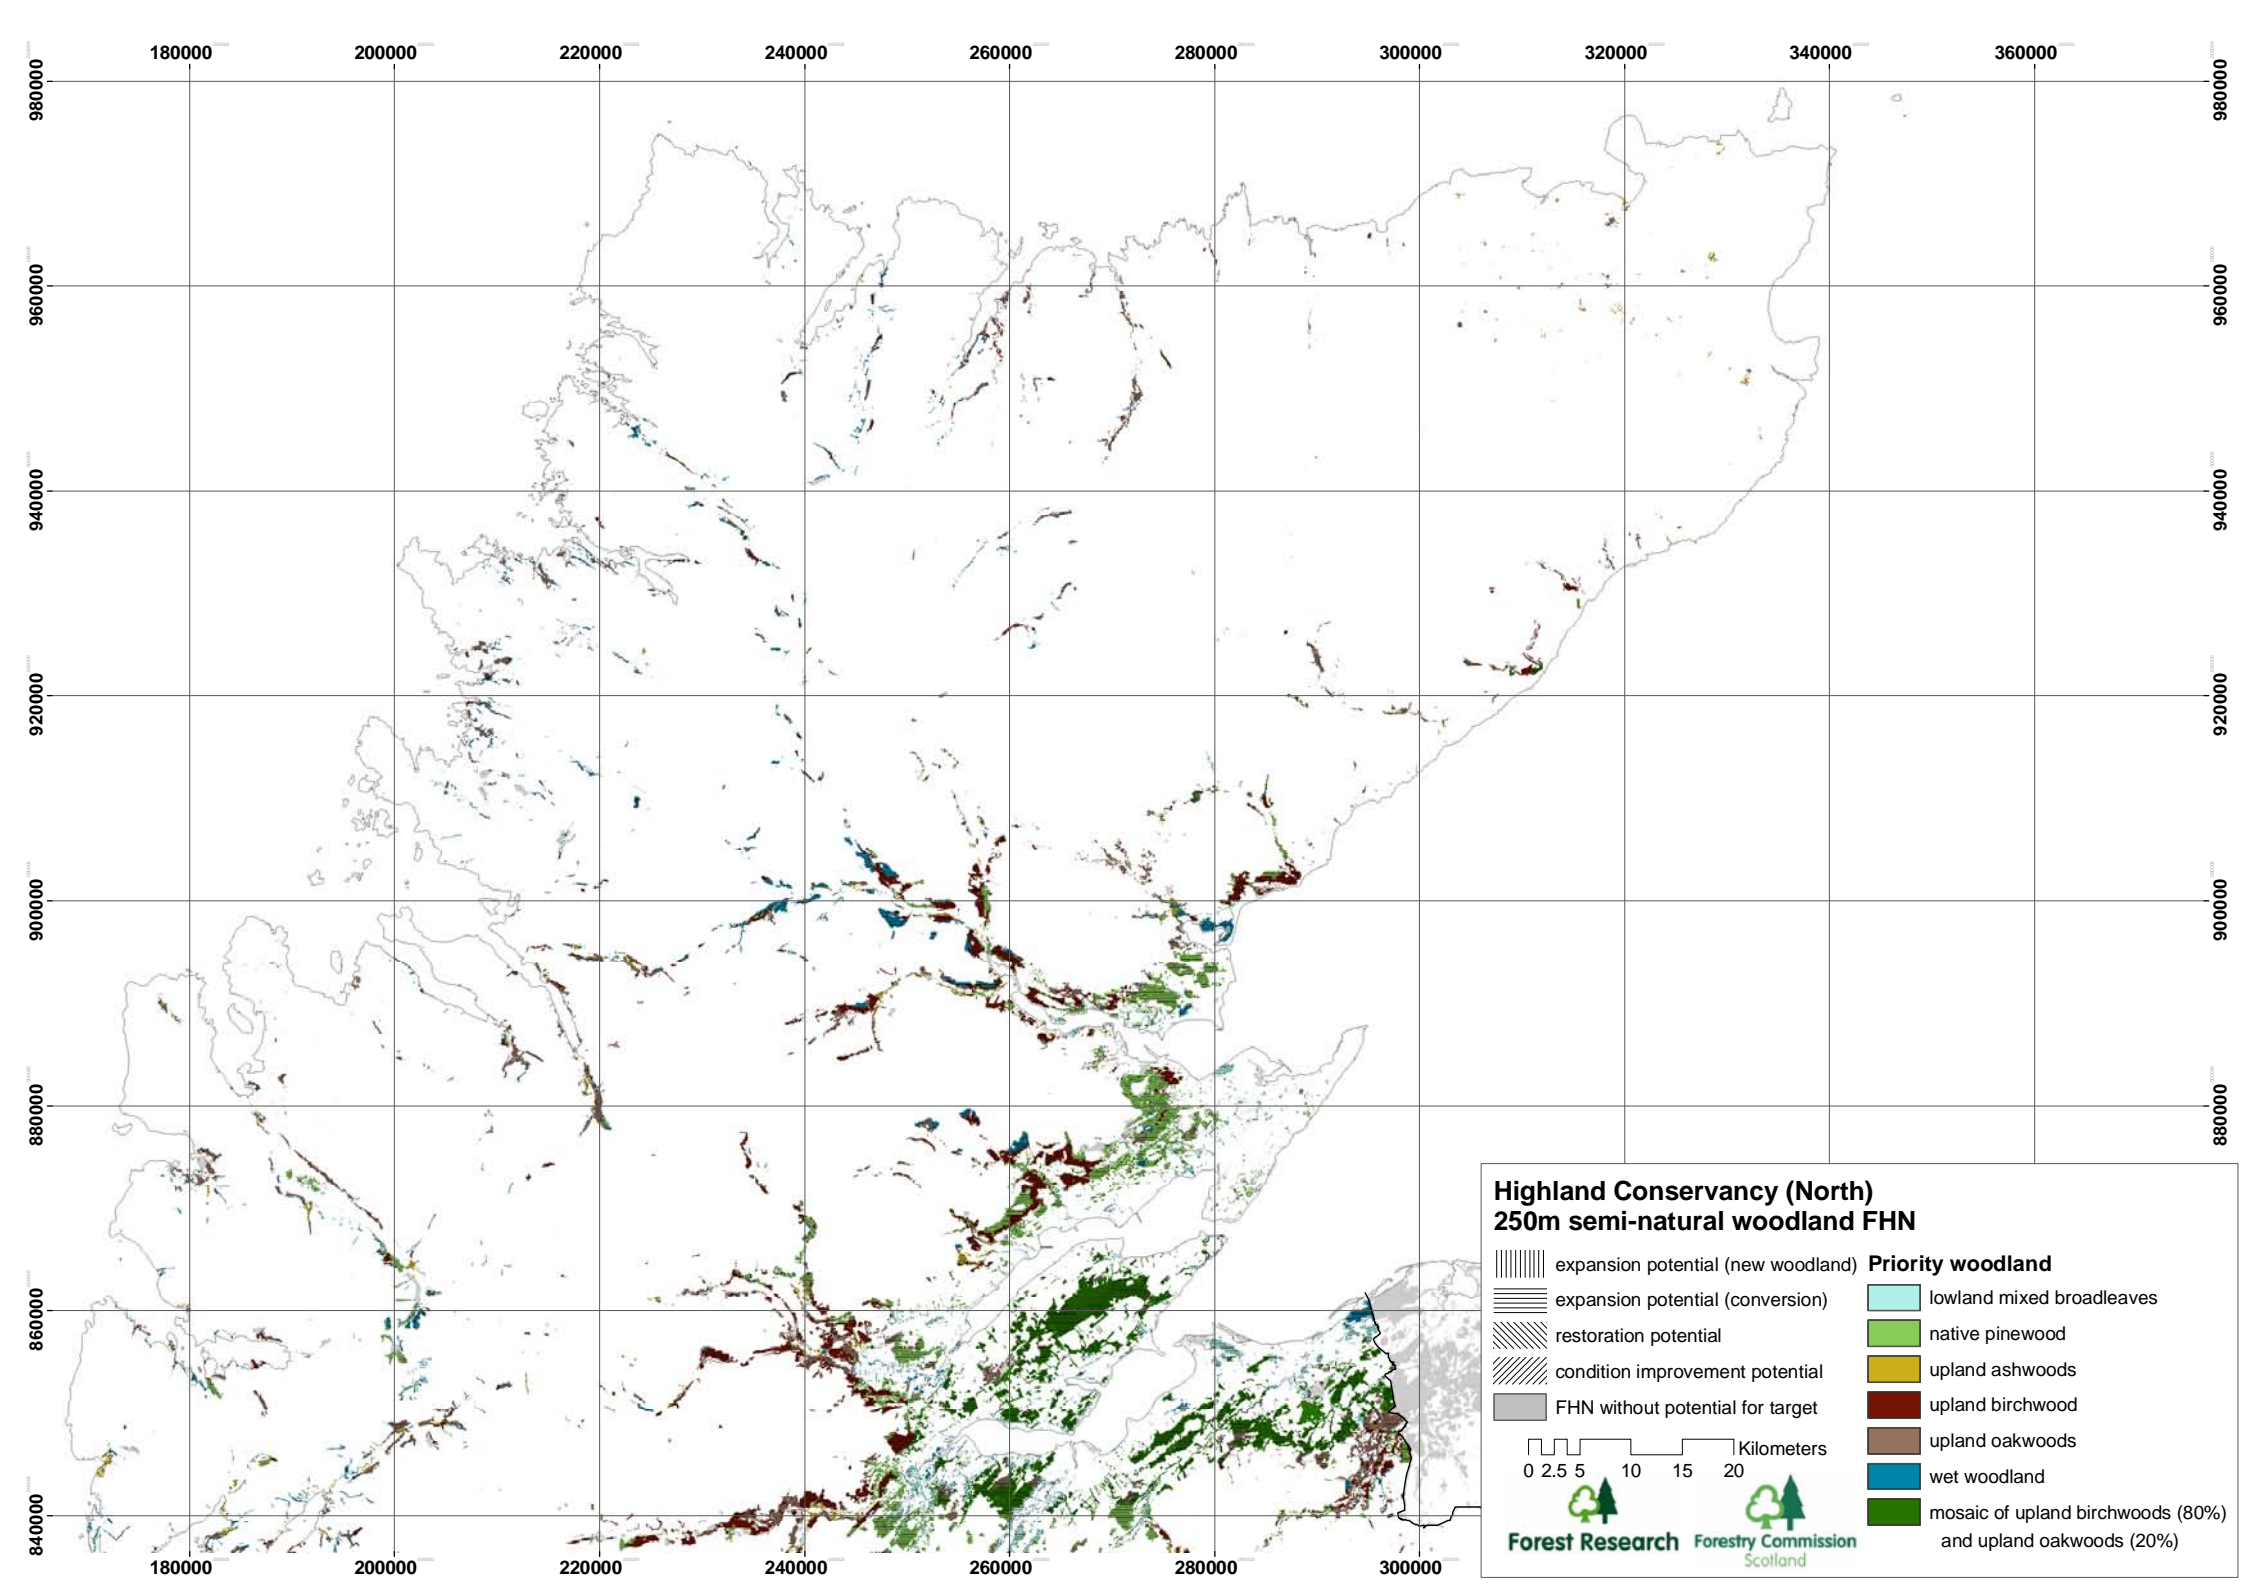 180000 200000 220000 240000 260000 280000 300000 320000 340000 360000
980000 980000
960000 960000
940000 940000
920000 920000
900000 900000
880000 880000
860000
840000
Highland Conservancy (North)
250m semi-natural woodland FHN
expansion potential (new woodland)
expansion potential (conversion)
restoration potential
condition improvement potential
FHN without potential for target
Kilometers
0 2.5 5 10 15 20
Forest Research
Forestry Commission
Scotland
Priority woodland
lowland mixed broadleaves
native pinewood
upland ashwoods
upland birchwood
upland oakwoods
wet woodland
mosaic of upland birchwoods (80%)
and upland oakwoods (20%)
180000 200000 220000 240000 260000 280000 300000